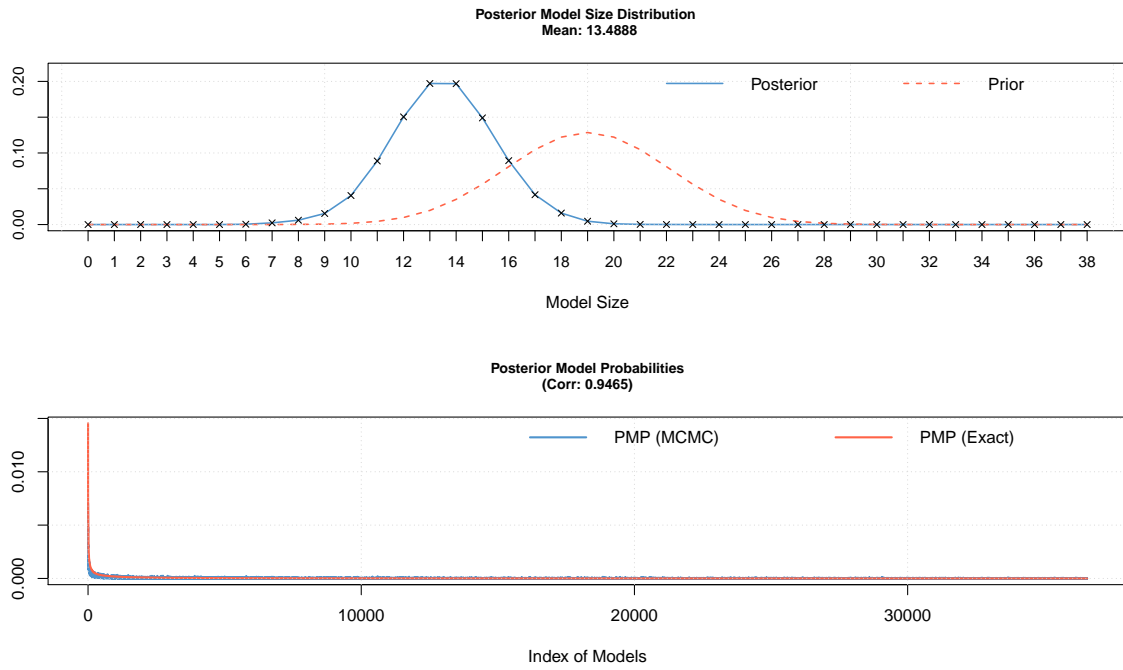 Posterior Model Size Distribution
Mean: 13.4888
0.20
0.10
0.00
Posterior
Prior
0 1 2 3 4 5 6 7 8 9 10 12 14 16 18 20 22 24 26 28 30 32 34 36 38
Model Size
Posterior Model Probabilities
(Corr: 0.9465)
0.010
0.000
PMP (MCMC)
PMP (Exact)
0 10000 20000 30000
Index of Models